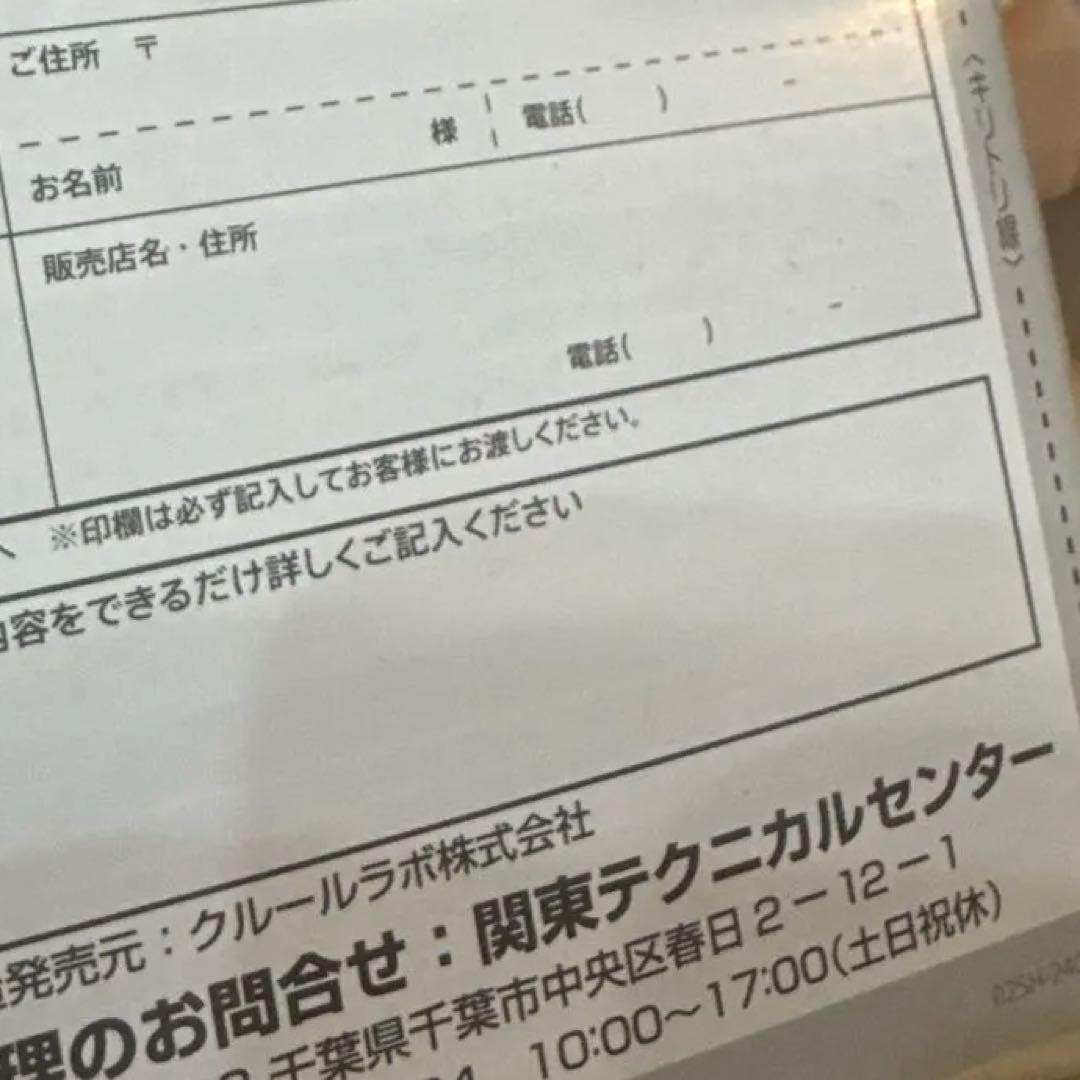 ご住所 〒
様 電話( ) -
お名前
販売店名・住所
電話( ) -
※印欄は必ず記入してお客様にお渡しください。
内容をできるだけ詳しくご記入ください
発売元：クルールラボ株式会社
理のお問合せ：関東テクニカルセンター
千葉県千葉市中央区春日2－12－1
10:00～17:00(土日祝休)
〈キリトリ線〉